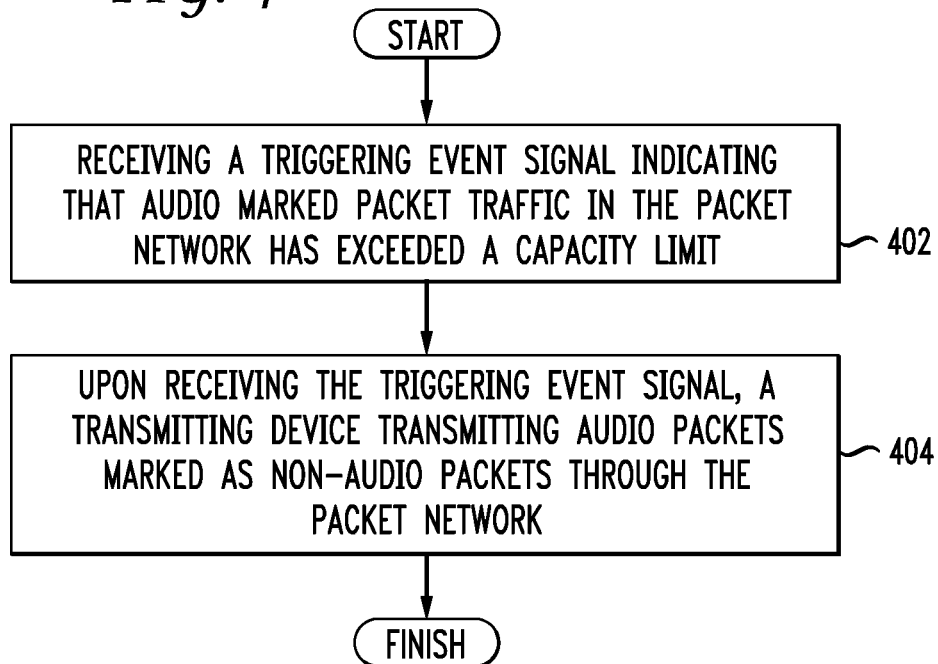 START
RECEIVING A TRIGGERING EVENT SIGNAL INDICATING
THAT AUDIO MARKED PACKET TRAFFIC IN THE PACKET
NETWORK HAS EXCEEDED A CAPACITY LIMIT
402
UPON RECEIVING THE TRIGGERING EVENT SIGNAL, A
TRANSMITTING DEVICE TRANSMITTING AUDIO PACKETS
MARKED AS NON-AUDIO PACKETS THROUGH THE
PACKET NETWORK
404
FINISH